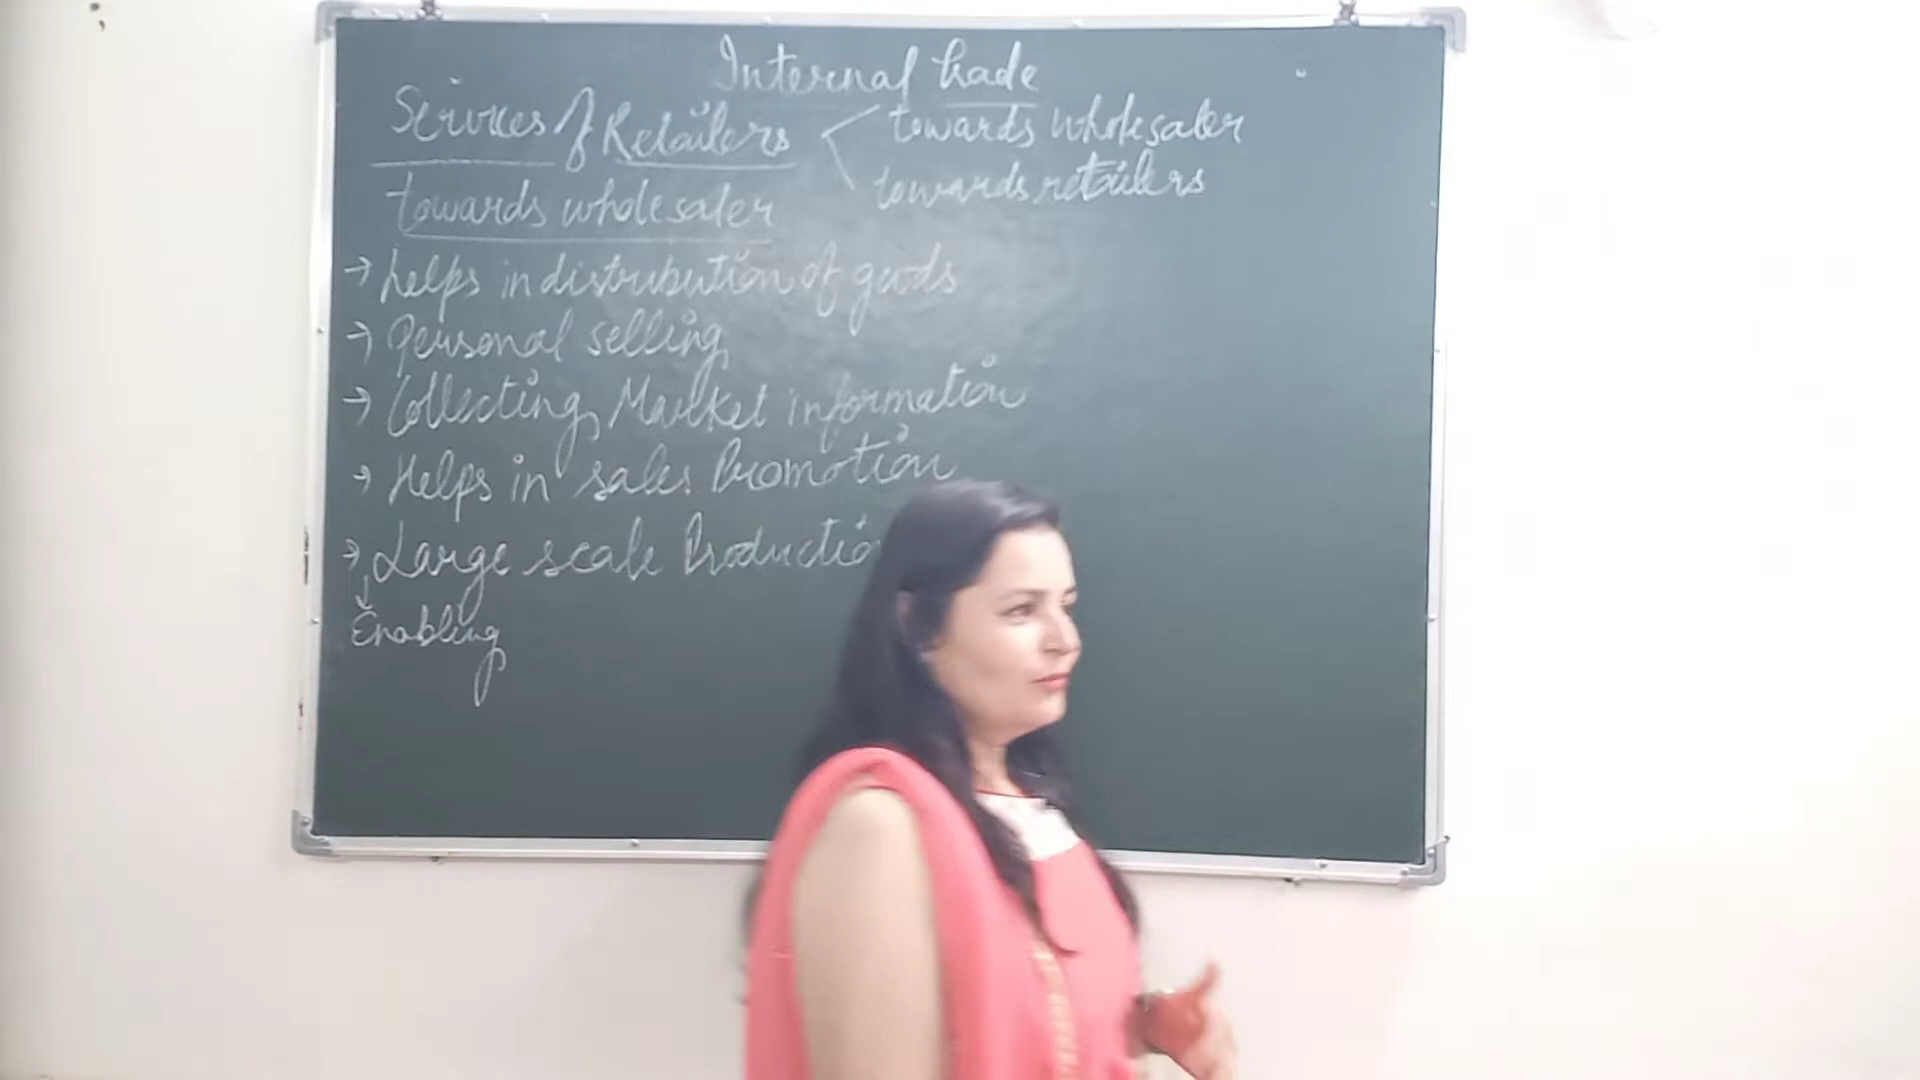 Internal trade
Services of Retailers
towards wholesaler
towards retailers
towards wholesaler
→ helps in distribution of goods
→ Personal selling
→ Collecting Market information
→ Helps in sales Promotion
→ Large scale Production
↓
Enabling